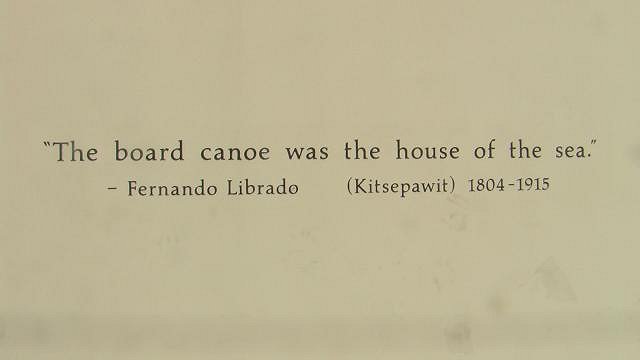 "The board canoe was the house of the sea."
– Fernando Librado (Kitsepawit) 1804-1915